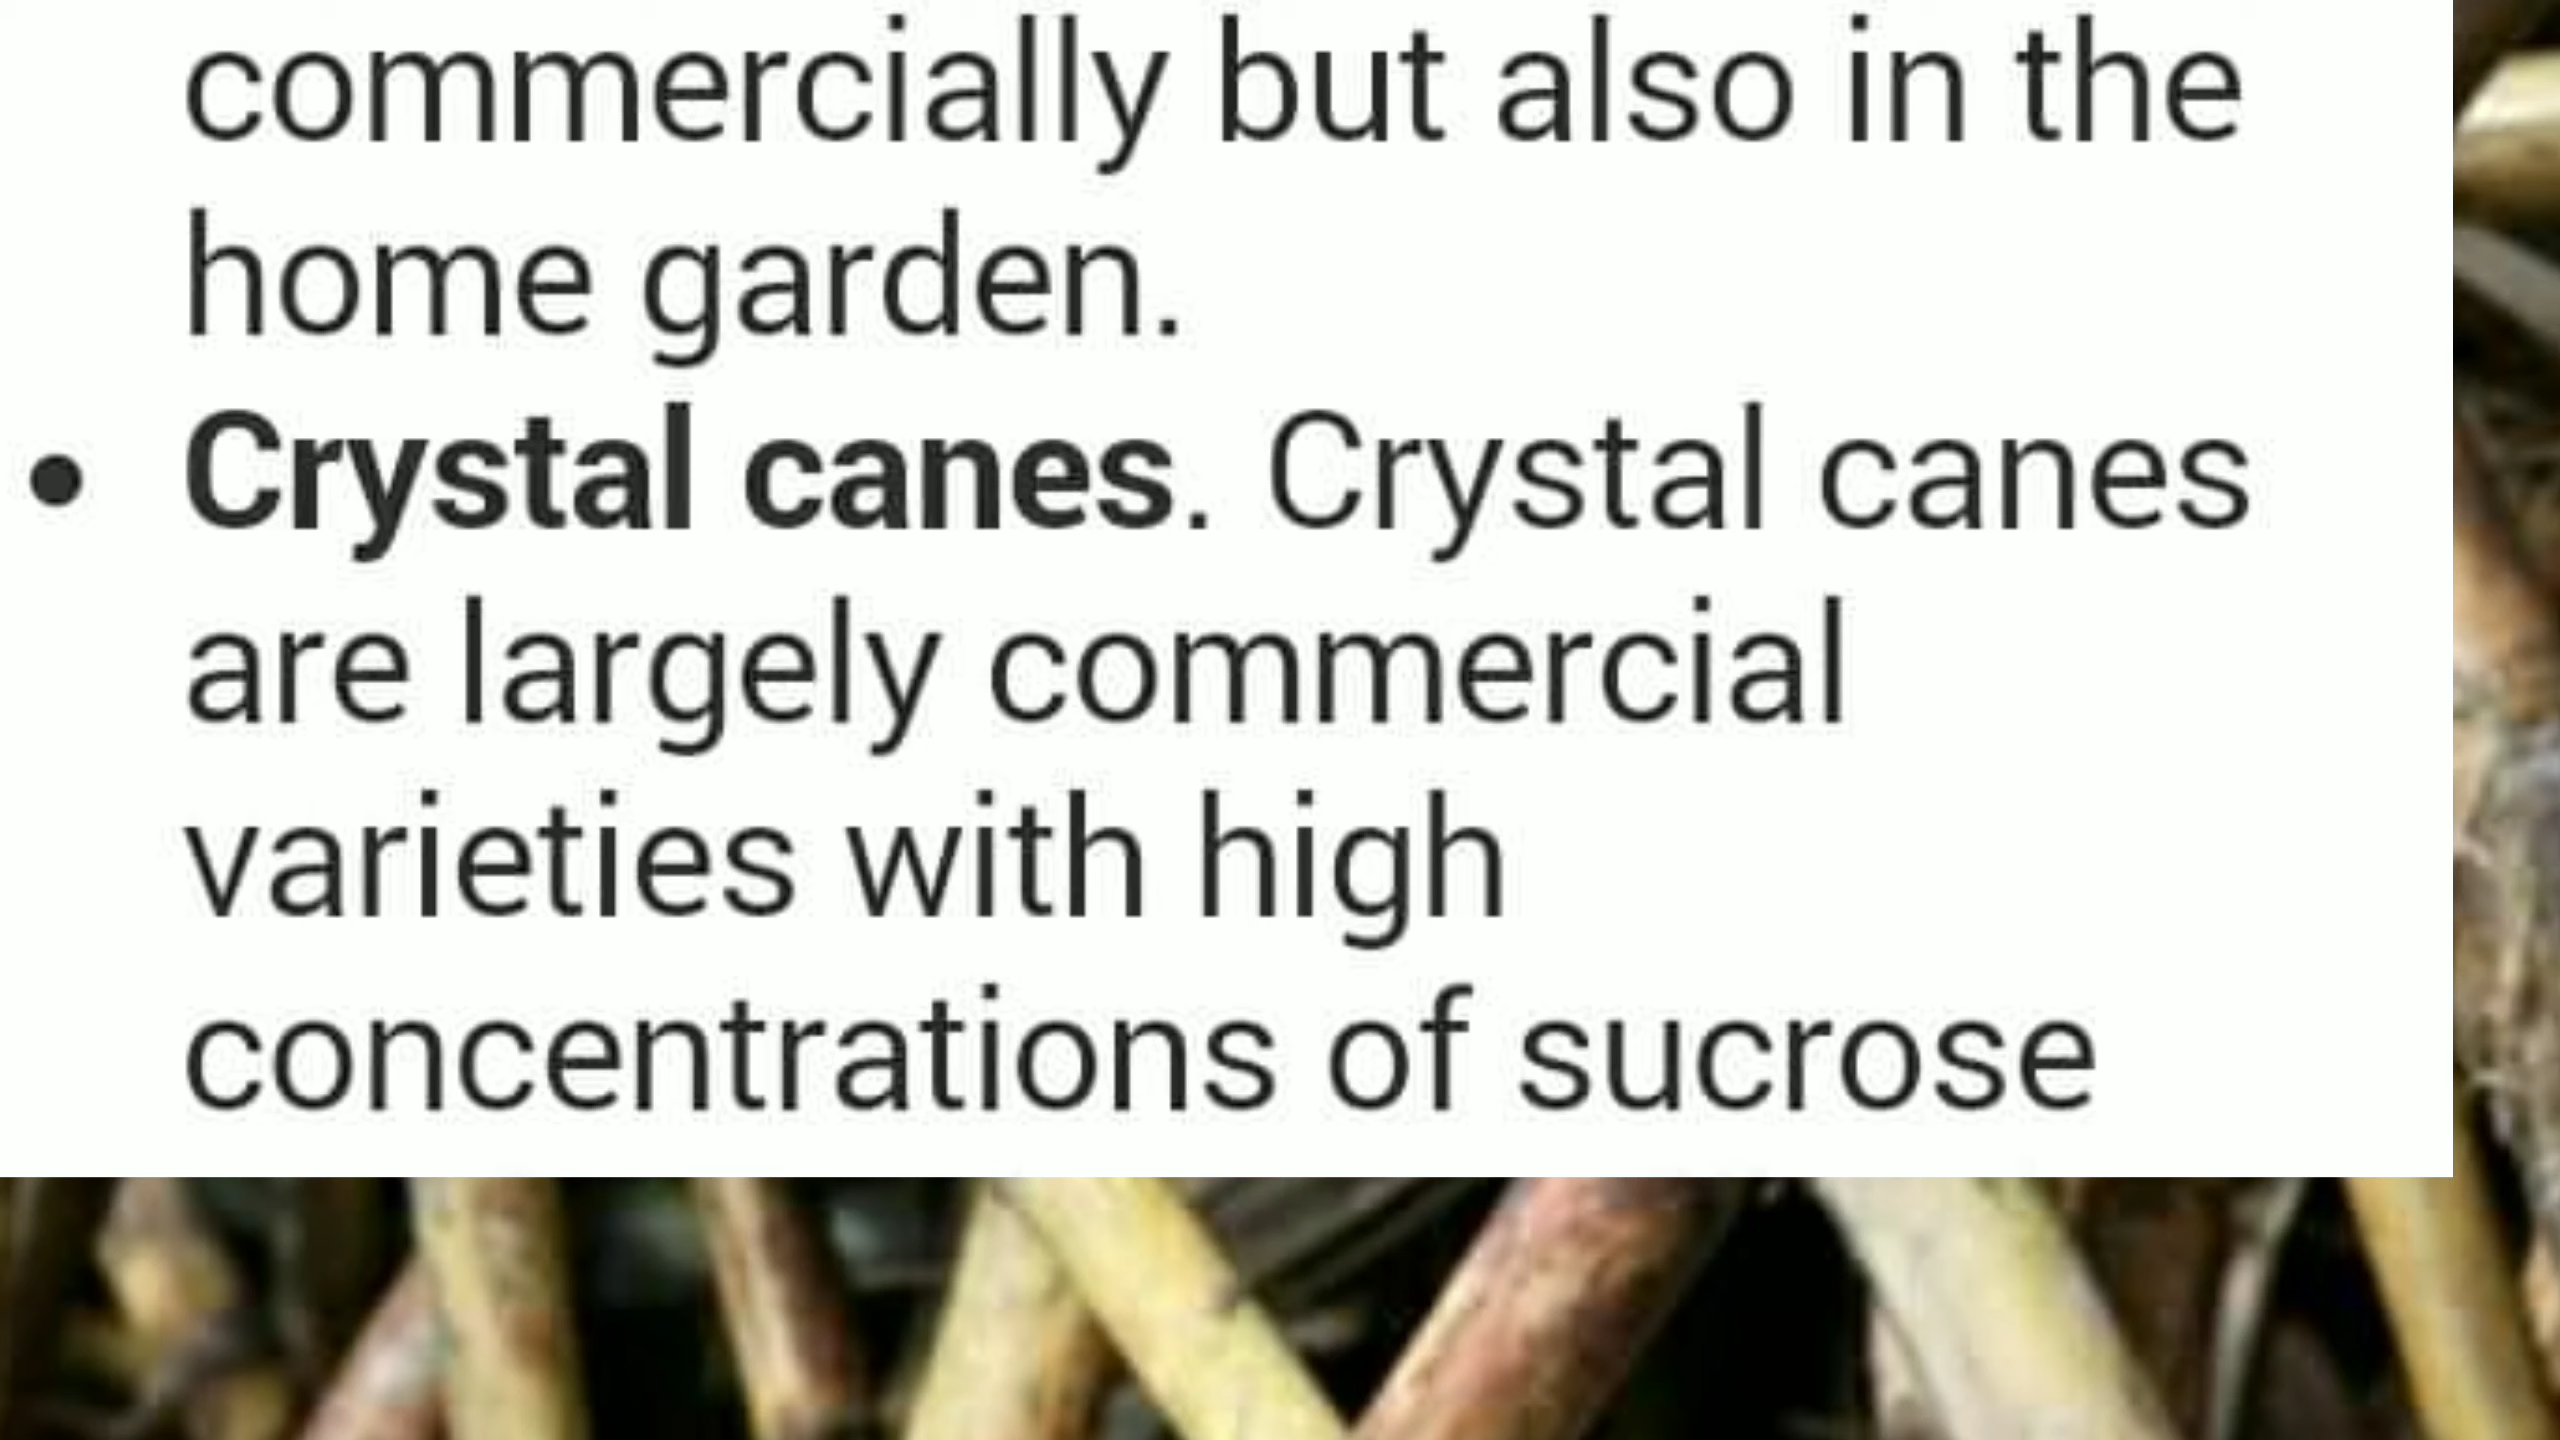 commercially but also in the
home garden.
• Crystal canes. Crystal canes
are largely commercial
varieties with high
concentrations of sucrose